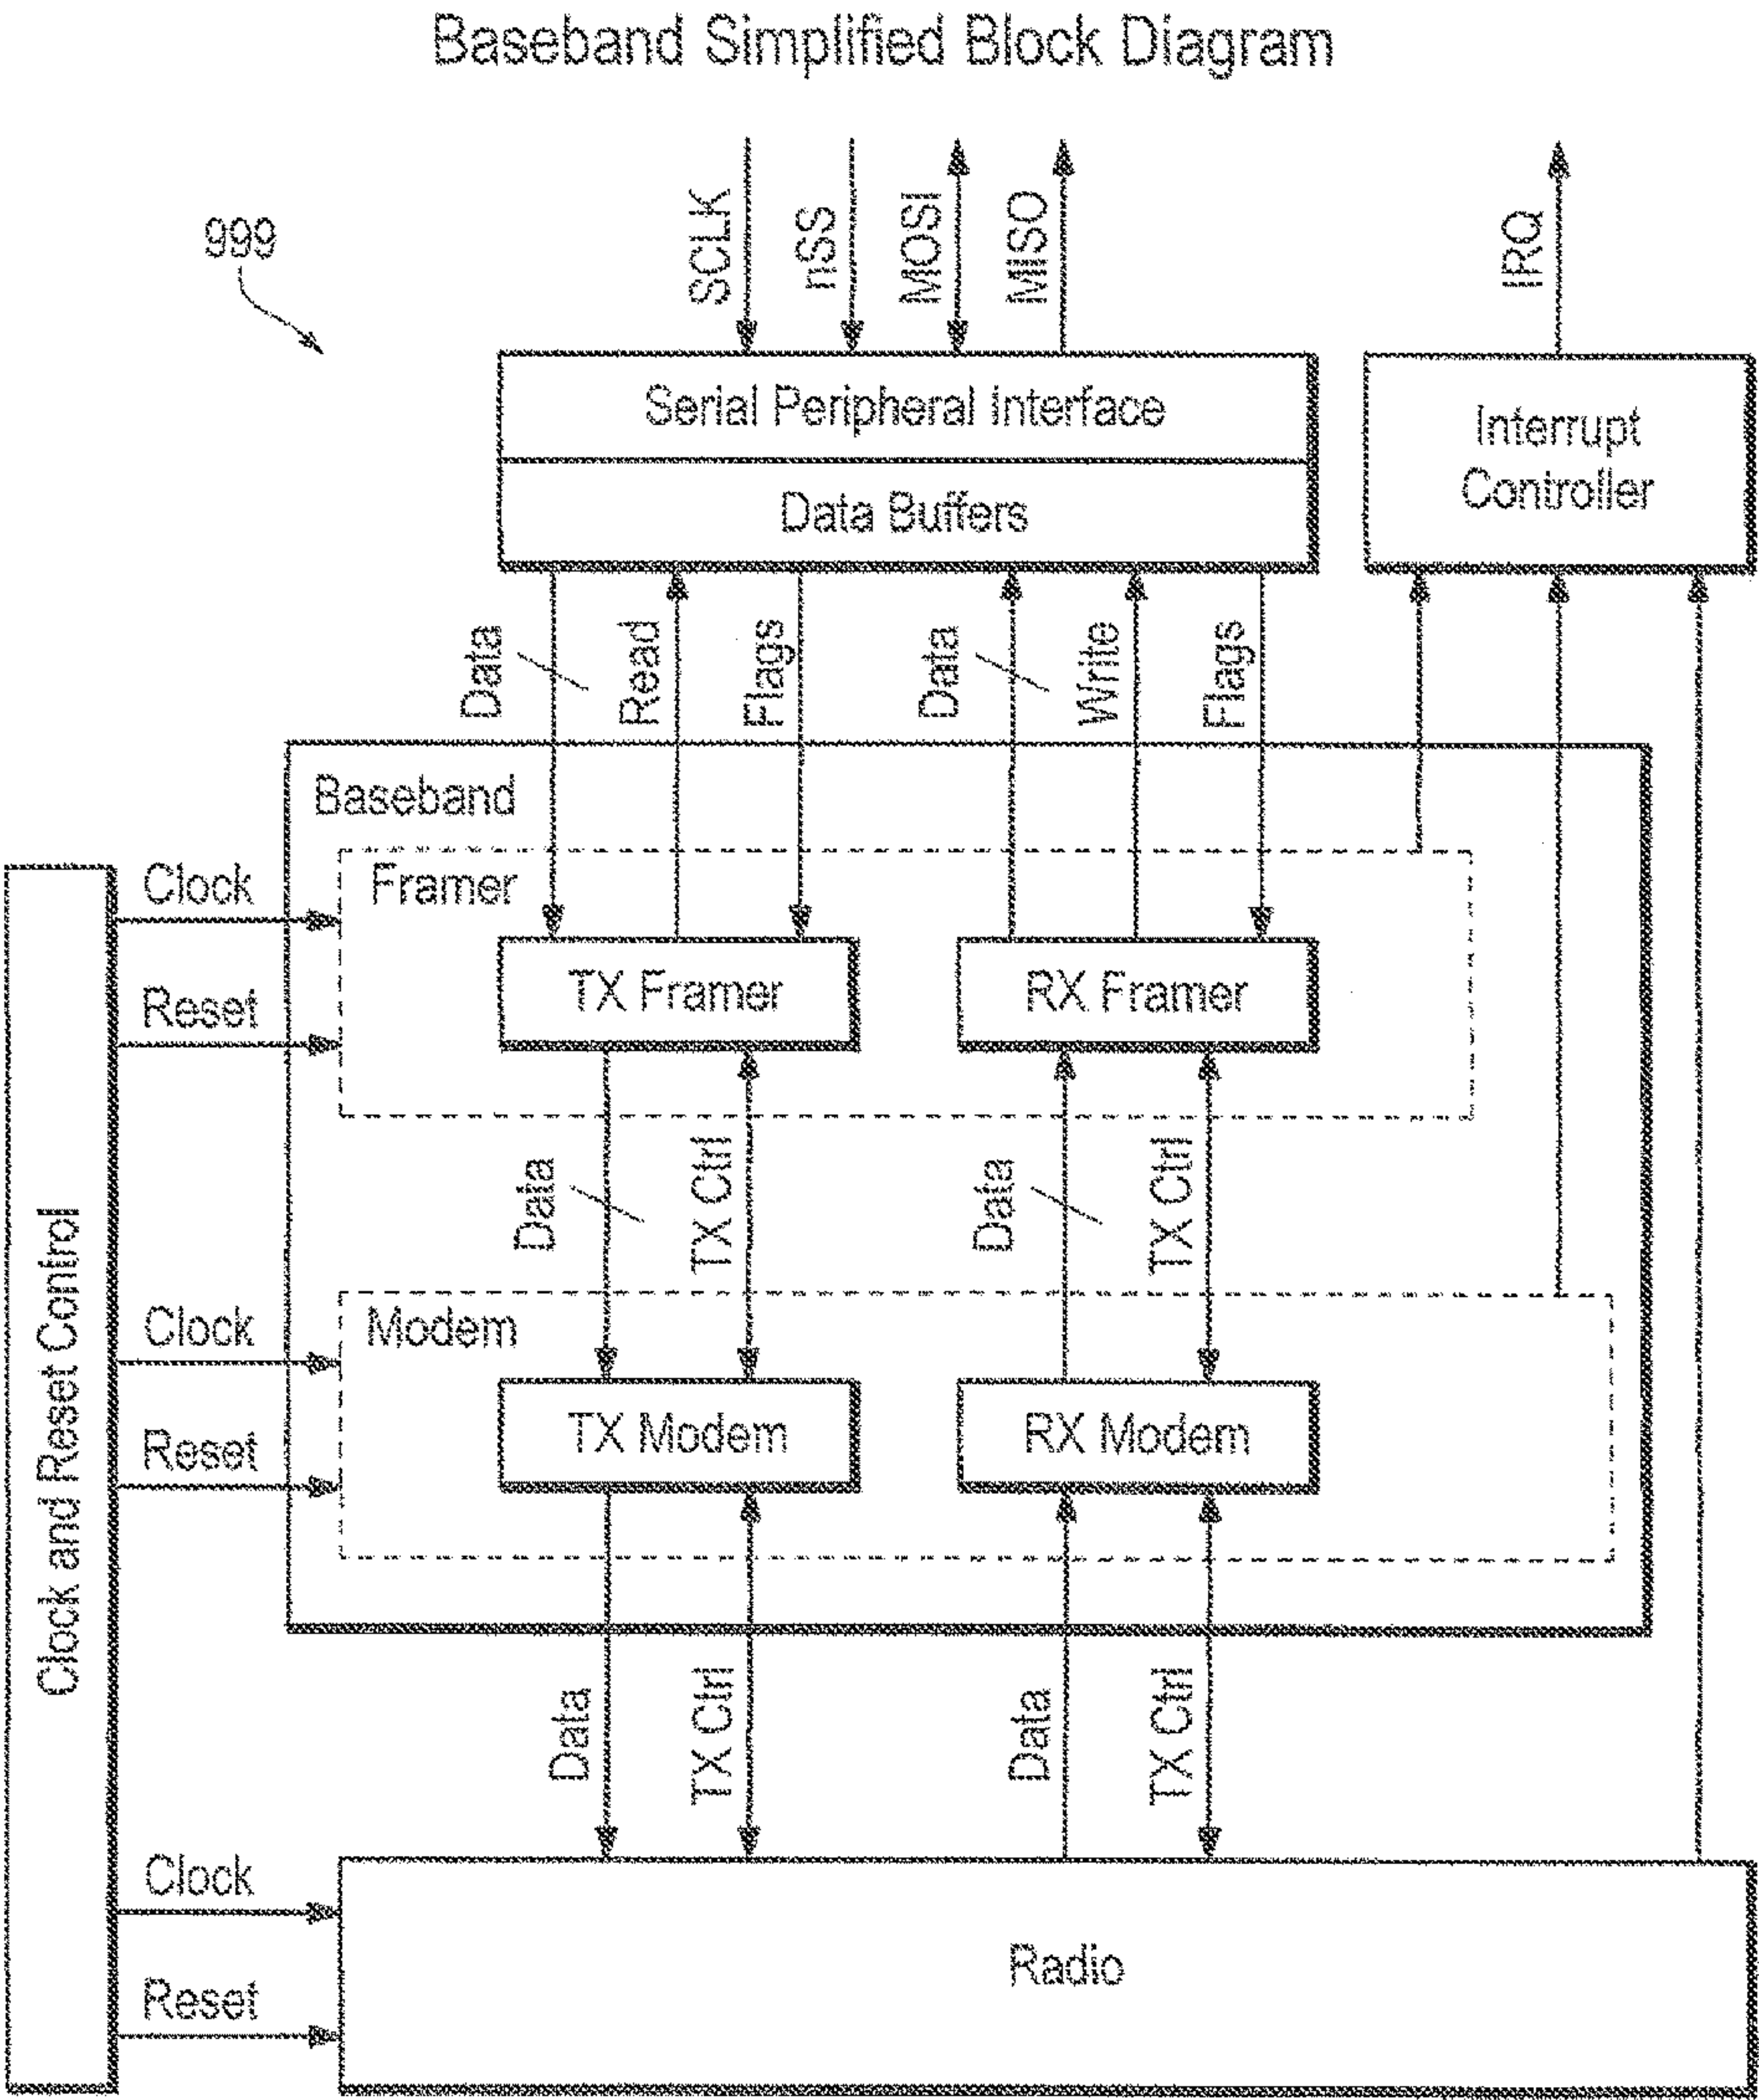 Baseband Simplified Block Diagram
999
SCLK
nSS
MOSI
MISO
IRQ
Serial Peripheral Interface
Data Buffers
Interrupt
Controller
Data
Read
Flags
Data
Write
Flags
Baseband
Framer
Clock
Reset
TX Framer
RX Framer
Data
TX Ctrl
Data
TX Ctrl
Clock and Reset Control
Modem
Clock
Reset
TX Modem
RX Modem
Data
TX Ctrl
Data
TX Ctrl
Clock
Reset
Radio